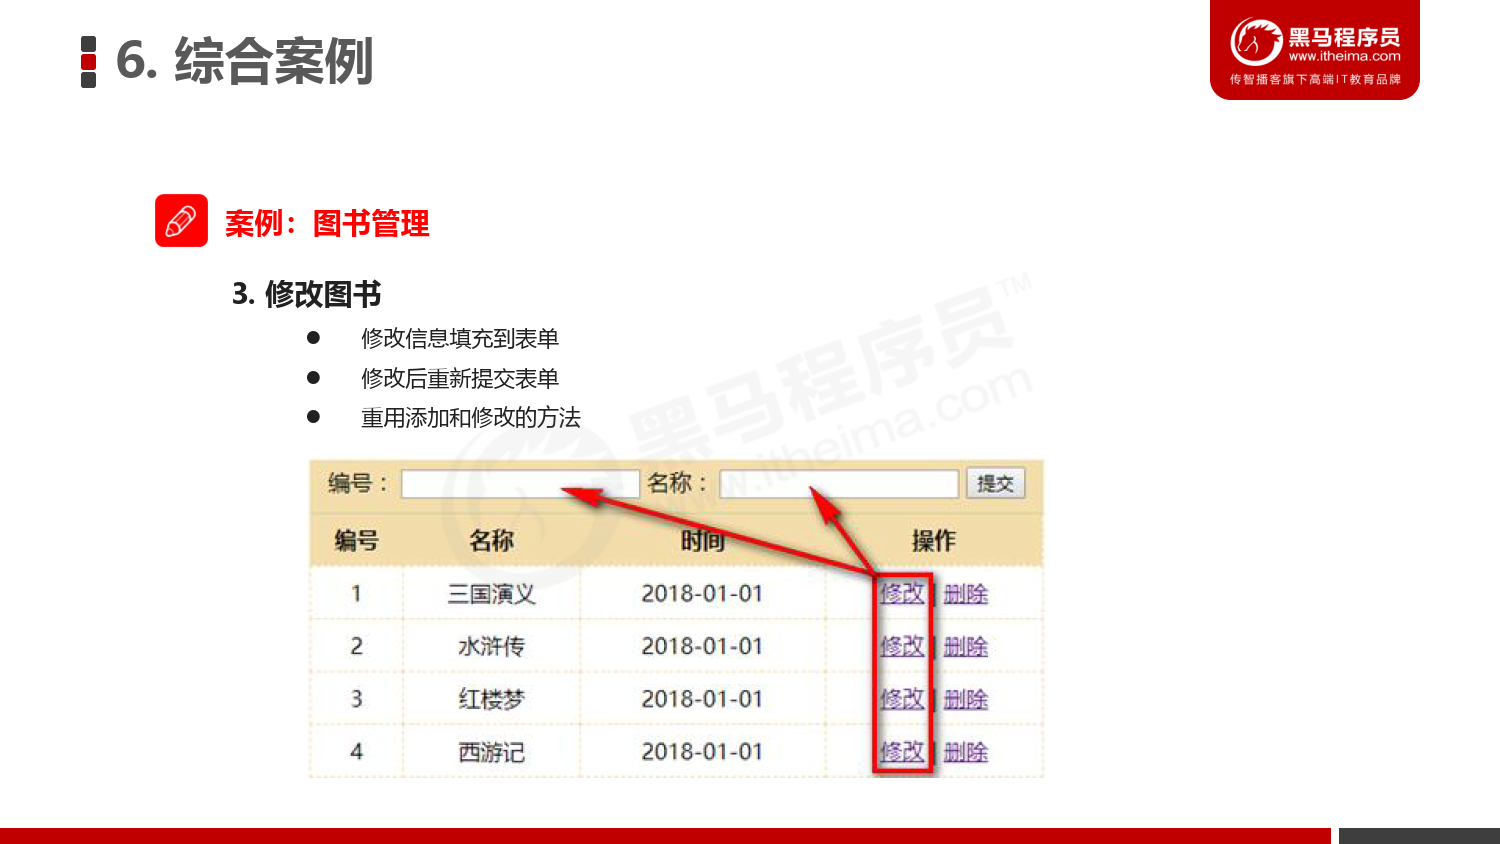 6. 综合案例
黑马程序员
www.itheima.com
传智播客旗下高端IT教育品牌
案例：图书管理
3. 修改图书
● 修改信息填充到表单
● 修改后重新提交表单
● 重用添加和修改的方法
黑马程序员TM
www.itheima.com
编号： 名称： 提交
编号 名称 时间 操作
1 三国演义 2018-01-01 修改 | 删除
2 水浒传 2018-01-01 修改 | 删除
3 红楼梦 2018-01-01 修改 | 删除
4 西游记 2018-01-01 修改 | 删除